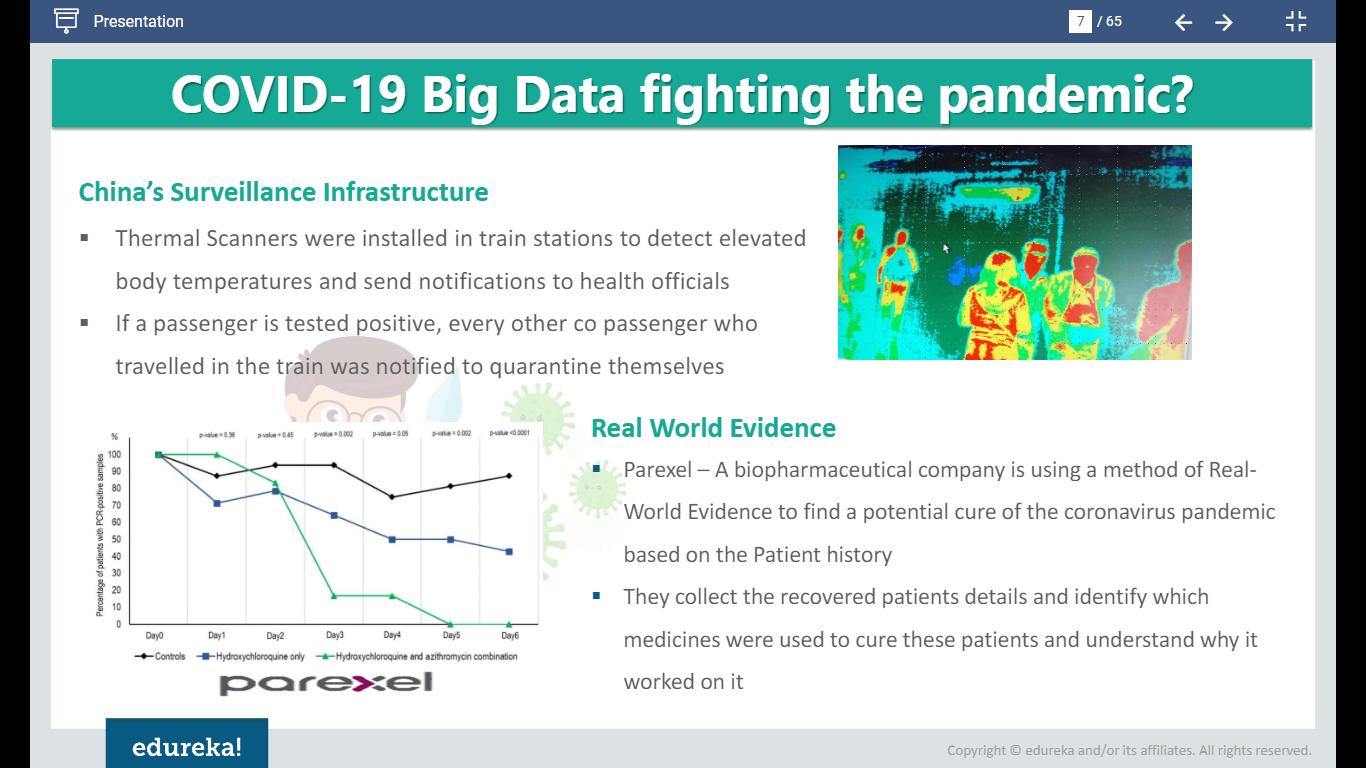 Presentation
7 / 65
COVID-19 Big Data fighting the pandemic?
China's Surveillance Infrastructure
▪ Thermal Scanners were installed in train stations to detect elevated
body temperatures and send notifications to health officials
▪ If a passenger is tested positive, every other co passenger who
travelled in the train was notified to quarantine themselves
%
p-value = 0.36 p-value = 0.45 p-value = 0.002 p-value = 0.05 p-value = 0.002 p-value <0.0001
100
90
80
70
60
50
40
30
20
10
0
Percentage of patients with PCR-positive samples
Day0 Day1 Day2 Day3 Day4 Day5 Day6
Controls Hydroxychloroquine only Hydroxychloroquine and azithromycin combination
parexel
Real World Evidence
▪ Parexel – A biopharmaceutical company is using a method of Real-
World Evidence to find a potential cure of the coronavirus pandemic
based on the Patient history
▪ They collect the recovered patients details and identify which
medicines were used to cure these patients and understand why it
worked on it
edureka!
Copyright © edureka and/or its affiliates. All rights reserved.